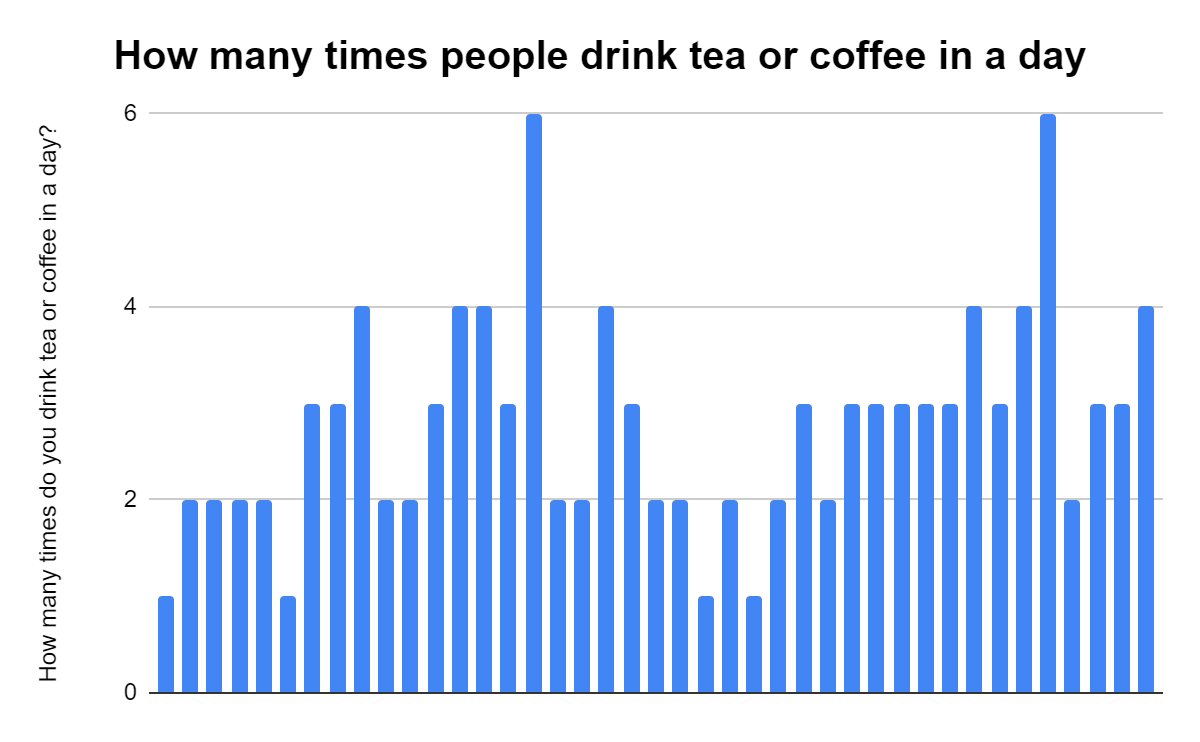 How many times people drink tea or coffee in a day
How many times do you drink tea or coffee in a day?
6
4
2
0